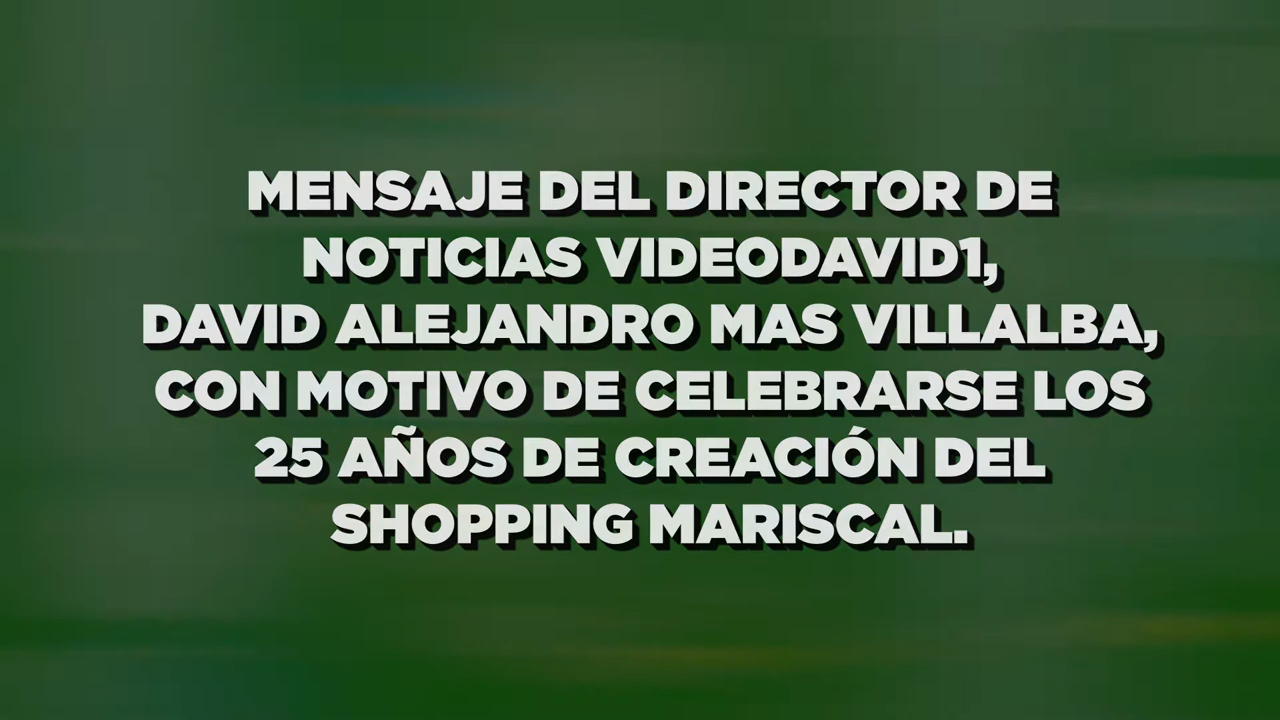 MENSAJE DEL DIRECTOR DE
NOTICIAS VIDEODAVID1,
DAVID ALEJANDRO MAS VILLALBA,
CON MOTIVO DE CELEBRARSE LOS
25 AÑOS DE CREACIÓN DEL
SHOPPING MARISCAL.